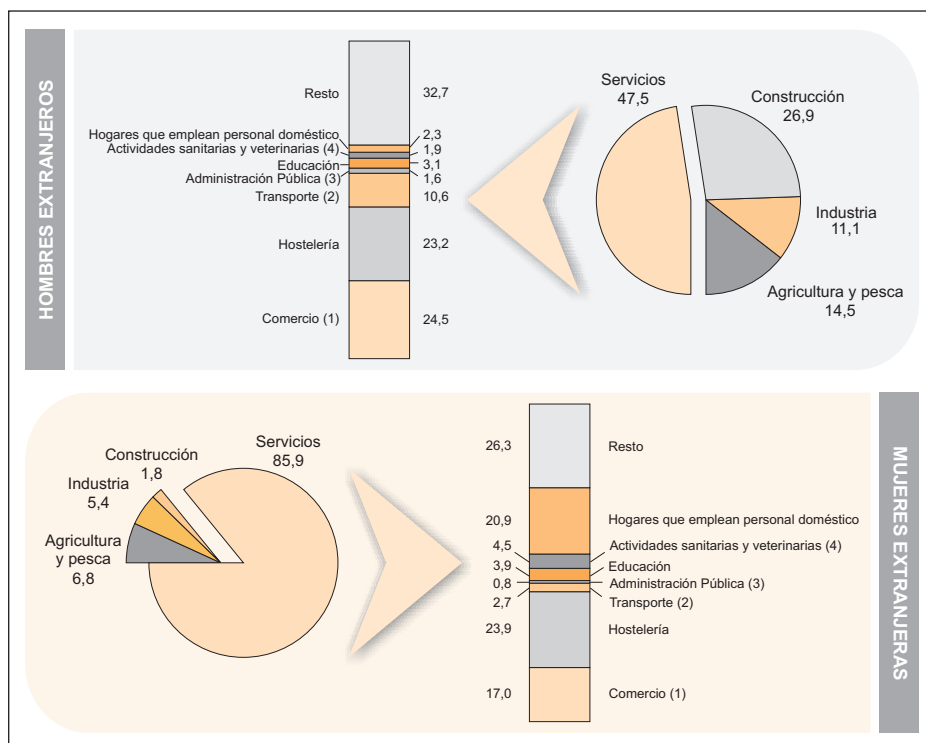 HOMBRES EXTRANJEROS
Resto 32,7
Hogares que emplean personal doméstico 2,3
Actividades sanitarias y veterinarias (4) 1,9
Educación 3,1
Administración Pública (3) 1,6
Transporte (2) 10,6
Hostelería 23,2
Comercio (1) 24,5
Servicios
47,5
Construcción
26,9
Industria
11,1
Agricultura y pesca
14,5
Servicios
85,9
Construcción
1,8
Industria
5,4
Agricultura
y pesca
6,8
26,3 Resto
20,9 Hogares que emplean personal doméstico
4,5 Actividades sanitarias y veterinarias (4)
3,9 Educación
0,8 Administración Pública (3)
2,7 Transporte (2)
23,9 Hostelería
17,0 Comercio (1)
MUJERES EXTRANJERAS